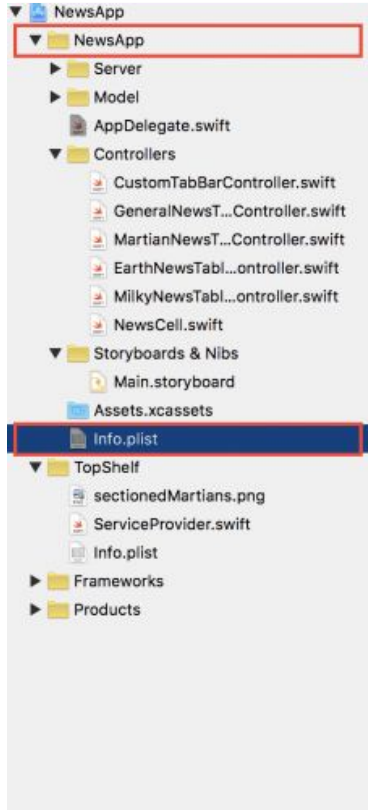 NewsApp
NewsApp
Server
Model
AppDelegate.swift
Controllers
CustomTabBarController.swift
GeneralNewsT...Controller.swift
MartianNewsT...Controller.swift
EarthNewsTabl...ontroller.swift
MilkyNewsTabl...ontroller.swift
NewsCell.swift
Storyboards & Nibs
Main.storyboard
Assets.xcassets
Info.plist
TopShelf
sectionedMartians.png
ServiceProvider.swift
Info.plist
Frameworks
Products